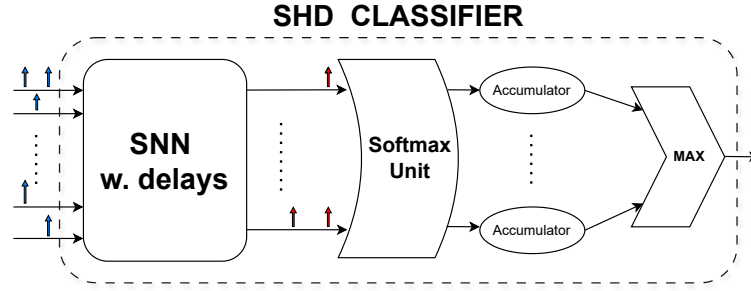 SHD CLASSIFIER
SNN
w. delays
Softmax
Unit
Accumulator
Accumulator
MAX